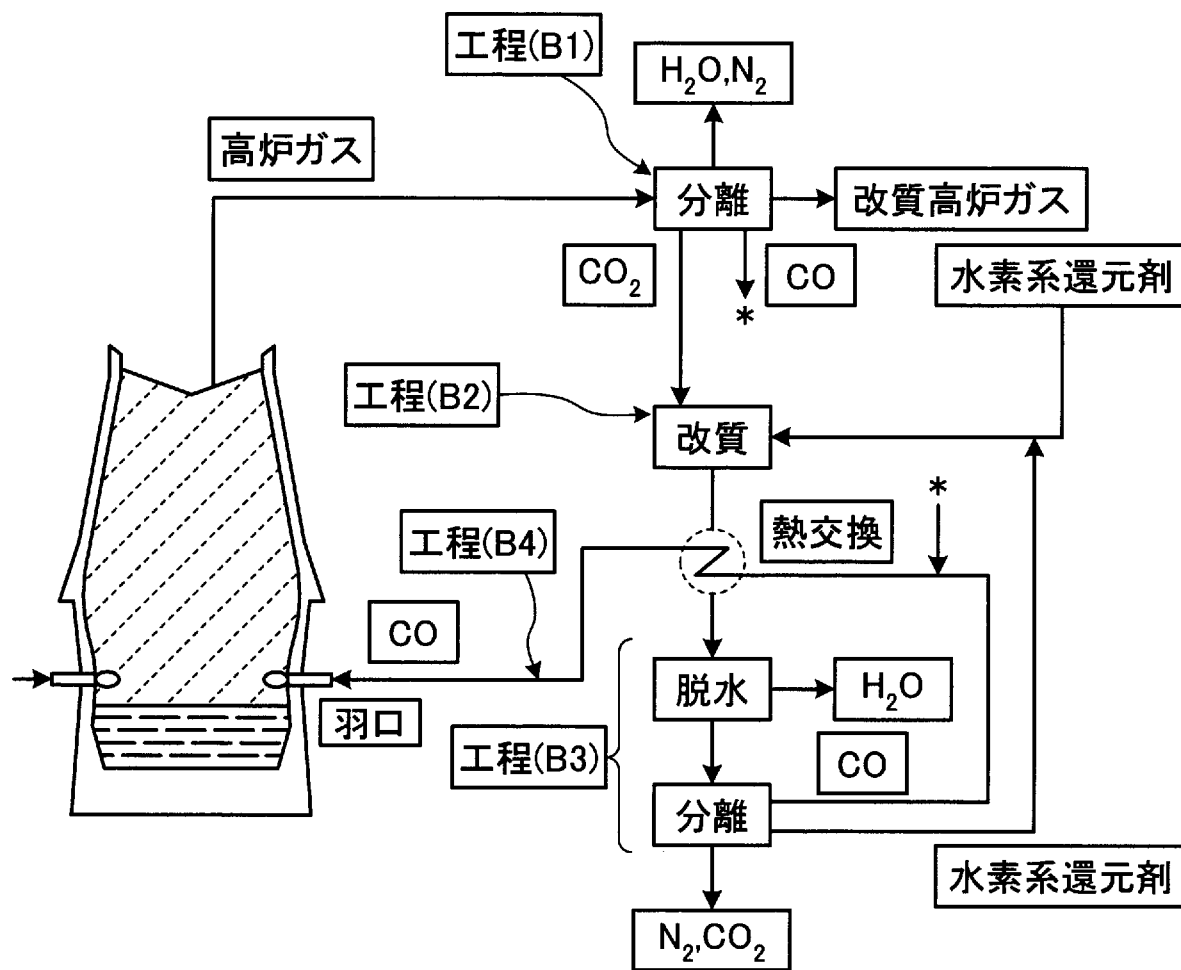 工程(B1)
H2O,N2
高炉ガス
分離
改質高炉ガス
CO2
CO
水素系還元剤
*
工程(B2)
改質
*
工程(B4)
熱交換
CO
脱水
H2O
羽口
工程(B3)
CO
分離
水素系還元剤
N2,CO2